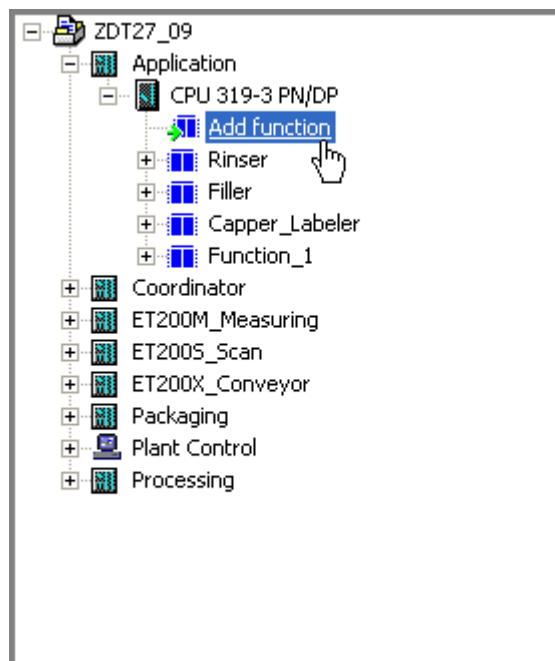 ZDT27_09
Application
CPU 319-3 PN/DP
Add function
Rinser
Filler
Capper_Labeler
Function_1
Coordinator
ET200M_Measuring
ET200S_Scan
ET200X_Conveyor
Packaging
Plant Control
Processing